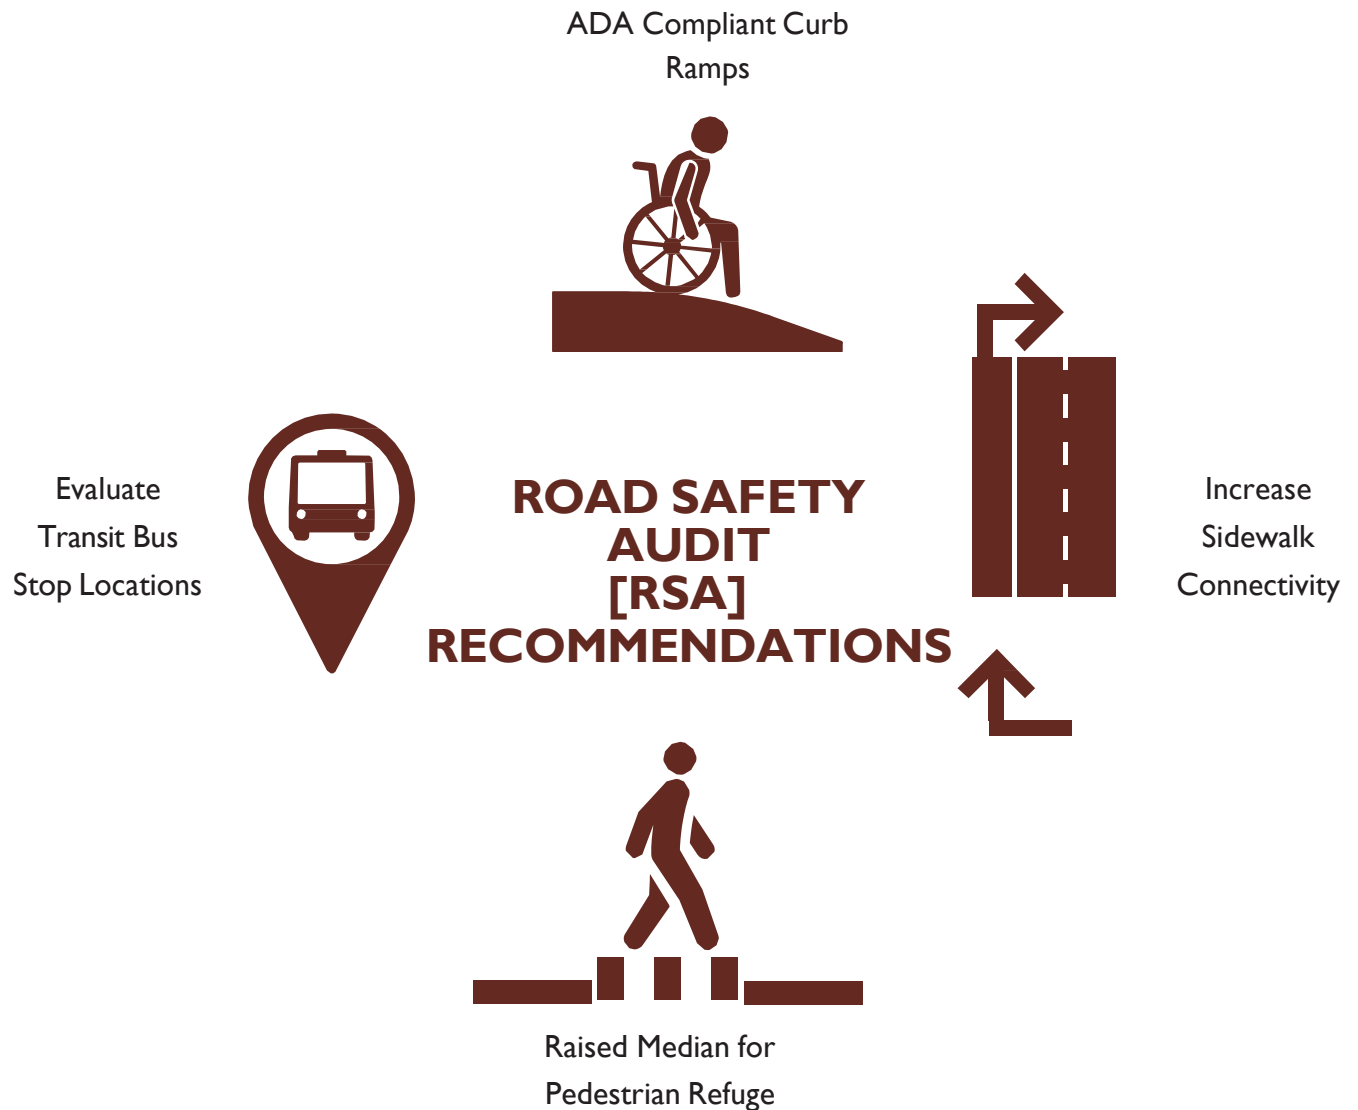 ADA Compliant Curb
Ramps
Evaluate
Transit Bus
Stop Locations
ROAD SAFETY
AUDIT
[RSA]
RECOMMENDATIONS
Increase
Sidewalk
Connectivity
Raised Median for
Pedestrian Refuge